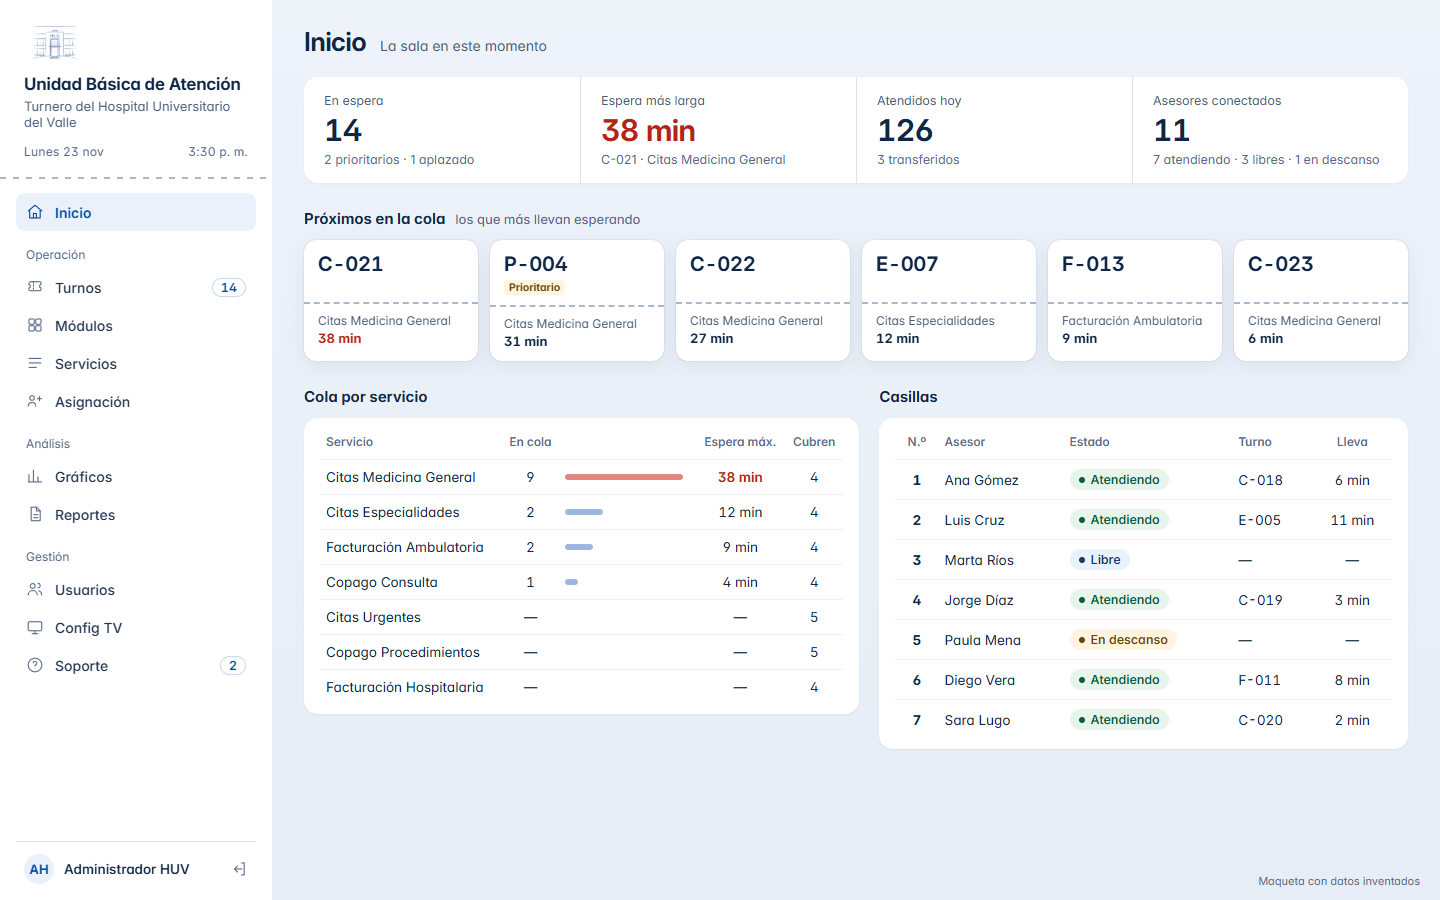 HUV
Unidad Básica de Atención
Turnero del Hospital Universitario
del Valle
Lunes 23 nov 3:30 p. m.
Inicio
Operación
Turnos 14
Módulos
Servicios
Asignación
Análisis
Gráficos
Reportes
Gestión
Usuarios
Config TV
Soporte 2
AH Administrador HUV
Inicio La sala en este momento
En espera
14
2 prioritarios · 1 aplazado
Espera más larga
38 min
C-021 · Citas Medicina General
Atendidos hoy
126
3 transferidos
Asesores conectados
11
7 atendiendo · 3 libres · 1 en descanso
Próximos en la cola los que más llevan esperando
C-021
Citas Medicina General
38 min
P-004
Prioritario
Citas Medicina General
31 min
C-022
Citas Medicina General
27 min
E-007
Citas Especialidades
12 min
F-013
Facturación Ambulatoria
9 min
C-023
Citas Medicina General
6 min
Cola por servicio
Servicio En cola Espera máx. Cubren
Citas Medicina General 9 38 min 4
Citas Especialidades 2 12 min 4
Facturación Ambulatoria 2 9 min 4
Copago Consulta 1 4 min 4
Citas Urgentes — — 5
Copago Procedimientos — — 5
Facturación Hospitalaria — — 4
Casillas
N.º Asesor Estado Turno Lleva
1 Ana Gómez Atendiendo C-018 6 min
2 Luis Cruz Atendiendo E-005 11 min
3 Marta Ríos Libre — —
4 Jorge Díaz Atendiendo C-019 3 min
5 Paula Mena En descanso — —
6 Diego Vera Atendiendo F-011 8 min
7 Sara Lugo Atendiendo C-020 2 min
Maqueta con datos inventados